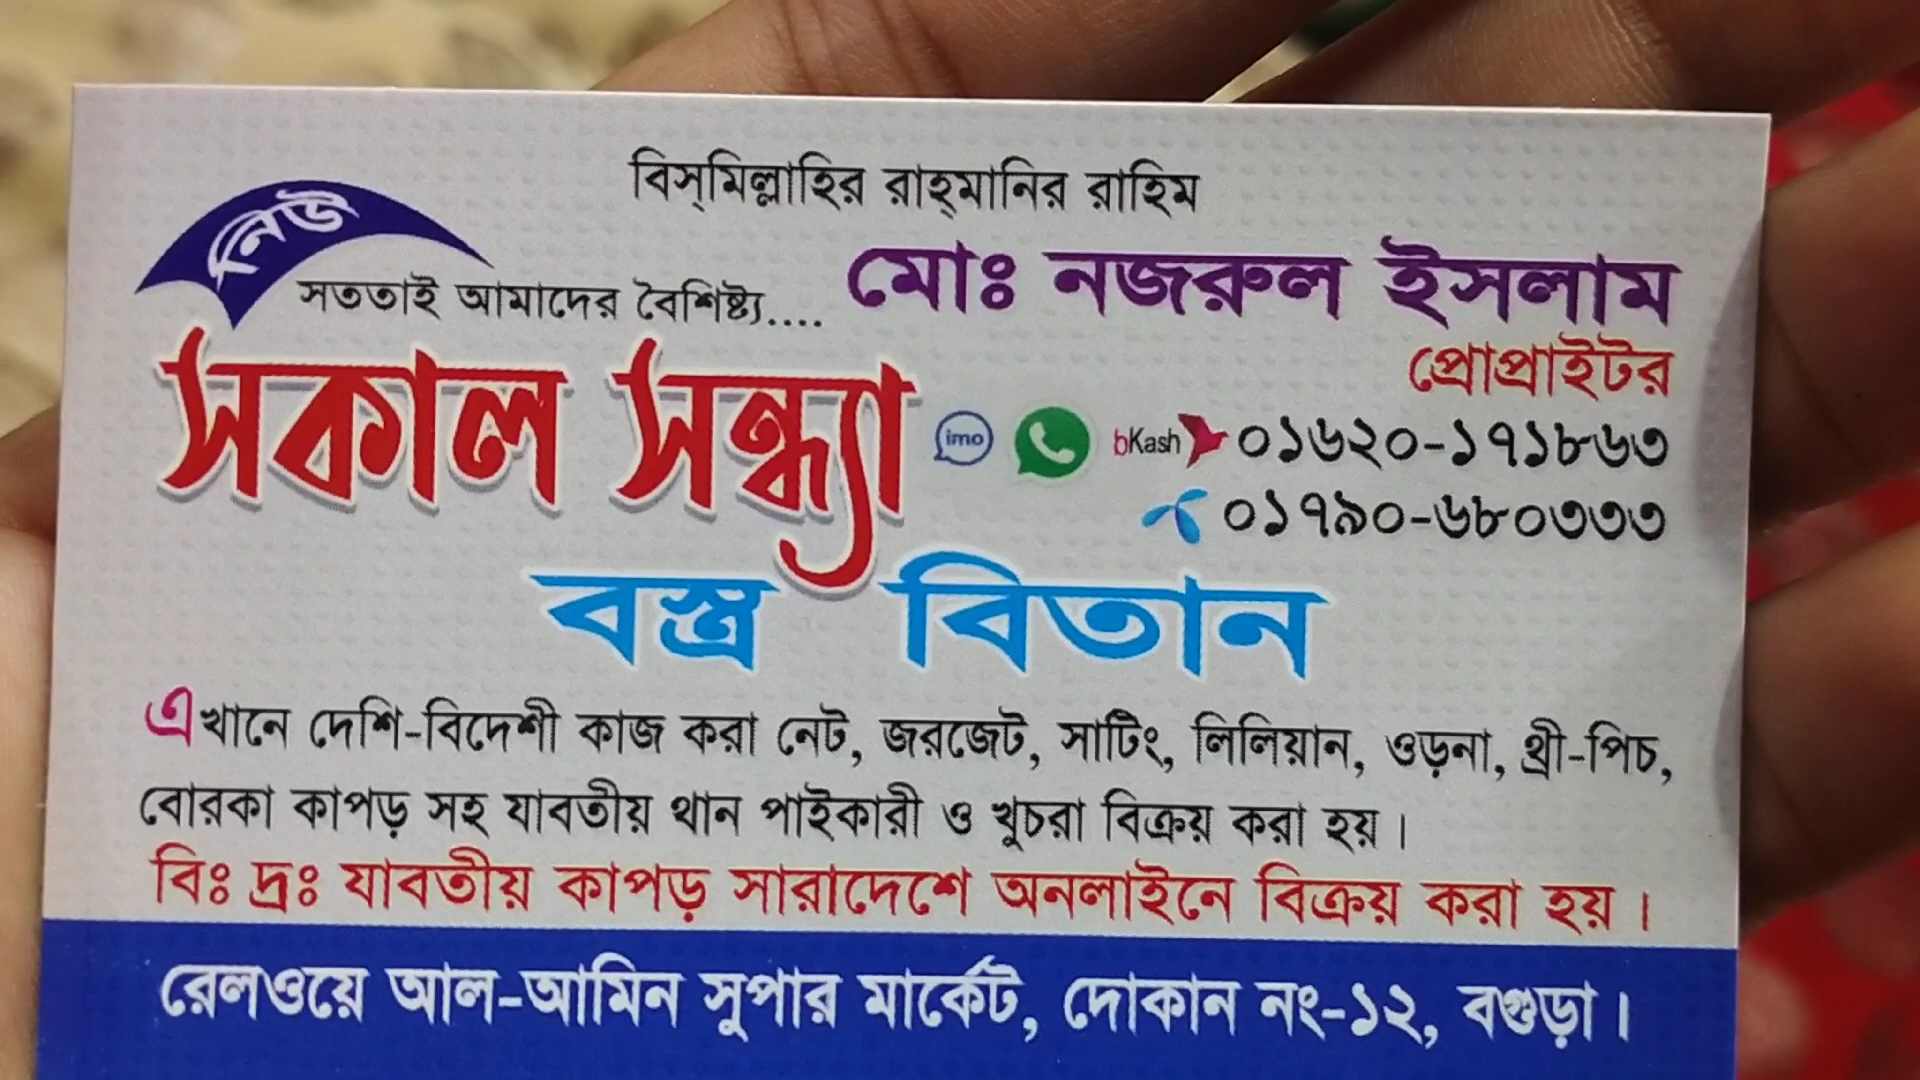 বিস্‌মিল্লাহির রাহ্‌মানির রাহিম
নিউ
সততাই আমাদের বৈশিষ্ট্য....
মোঃ নজরুল ইসলাম
প্রোপ্রাইটর
সকাল সন্ধ্যা
imo bKash ০১৬২০-১৭১৮৬৩
০১৭৯০-৬৮০৩৩৩
বস্ত্র বিতান
এখানে দেশি-বিদেশী কাজ করা নেট, জরজেট, সাটিং, লিলিয়ান, ওড়না, থ্রী-পিচ,
বোরকা কাপড় সহ যাবতীয় থান পাইকারী ও খুচরা বিক্রয় করা হয়।
বিঃ দ্রঃ যাবতীয় কাপড় সারাদেশে অনলাইনে বিক্রয় করা হয়।
রেলওয়ে আল-আমিন সুপার মার্কেট, দোকান নং-১২, বগুড়া।